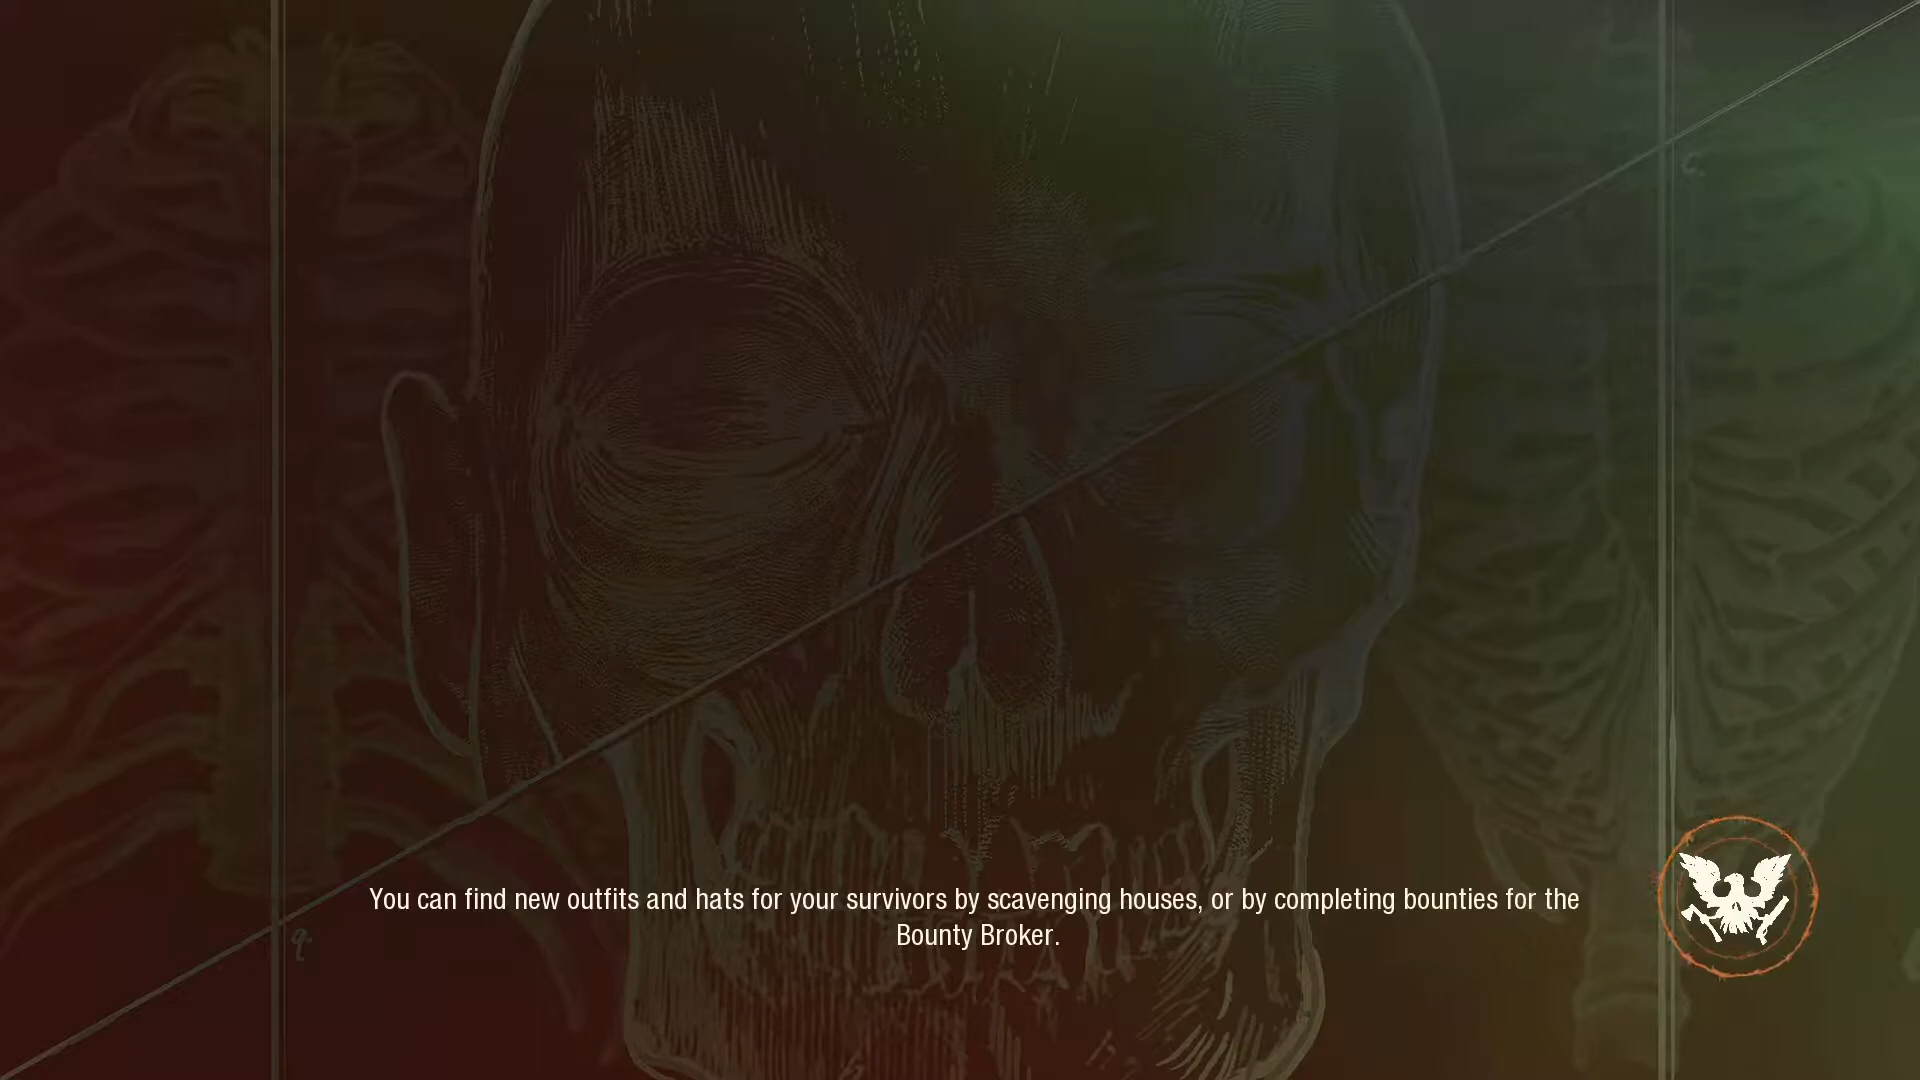 You can find new outfits and hats for your survivors by scavenging houses, or by completing bounties for the
Bounty Broker.